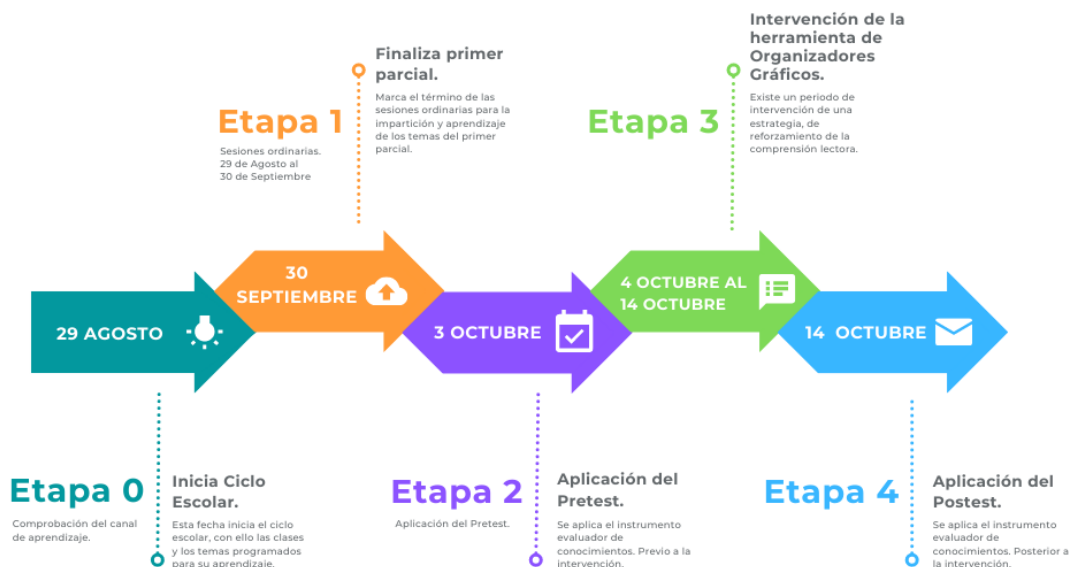 Etapa 1
Sesiones ordinarias.
29 de Agosto al
30 de Septiembre
Finaliza primer
parcial.
Marca el término de las
sesiones ordinarias para la
impartición y aprendizaje
de los temas del primer
parcial.
Etapa 3
Intervención de la
herramienta de
Organizadores
Gráficos.
Existe un periodo de
intervención de una
estrategia, de
reforzamiento de la
comprensión lectora.
29 AGOSTO
30
SEPTIEMBRE
3 OCTUBRE
4 OCTUBRE AL
14 OCTUBRE
14 OCTUBRE
Etapa 0
Comprobación del canal
de aprendizaje.
Inicia Ciclo
Escolar.
Esta fecha inicia el ciclo
escolar, con ello las clases
y los temas programados
para su aprendizaje.
Etapa 2
Aplicación del Pretest.
Aplicación del
Pretest.
Se aplica el instrumento
evaluador de
conocimientos. Previo a la
intervención.
Etapa 4
Aplicación del
Postest.
Se aplica el instrumento
evaluador de
conocimientos. Posterior a
la intervención.